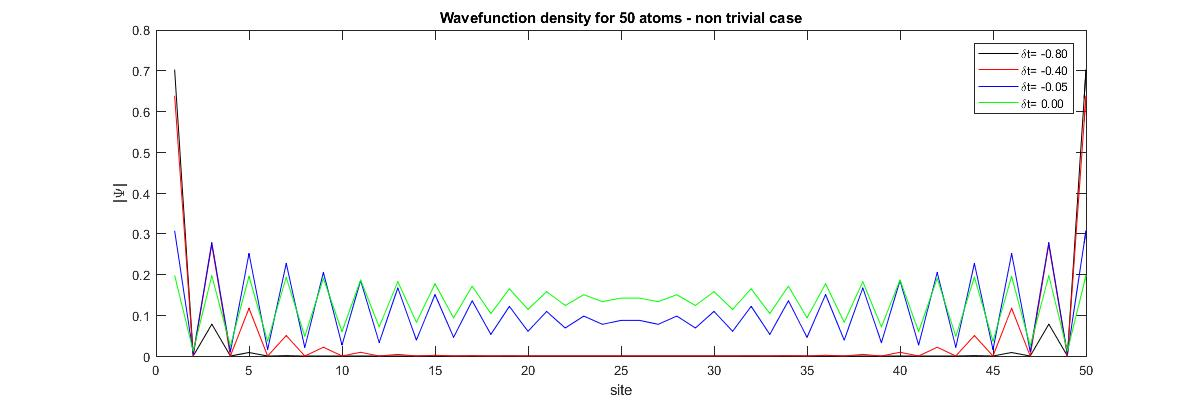 Wavefunction density for 50 atoms - non trivial case
0.8
0.7
0.6
0.5
0.4
0.3
0.2
0.1
0
|Ψ|
δt= -0.80
δt= -0.40
δt= -0.05
δt= 0.00
0 5 10 15 20 25 30 35 40 45 50
site